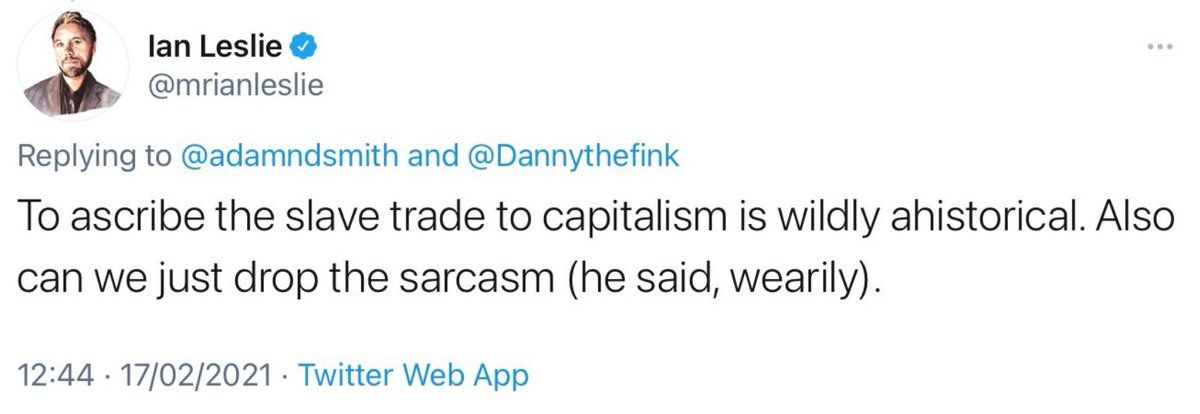 Ian Leslie
@mrianleslie
Replying to @adamndsmith and @Dannythefink
To ascribe the slave trade to capitalism is wildly ahistorical. Also
can we just drop the sarcasm (he said, wearily).
12:44 · 17/02/2021 · Twitter Web App